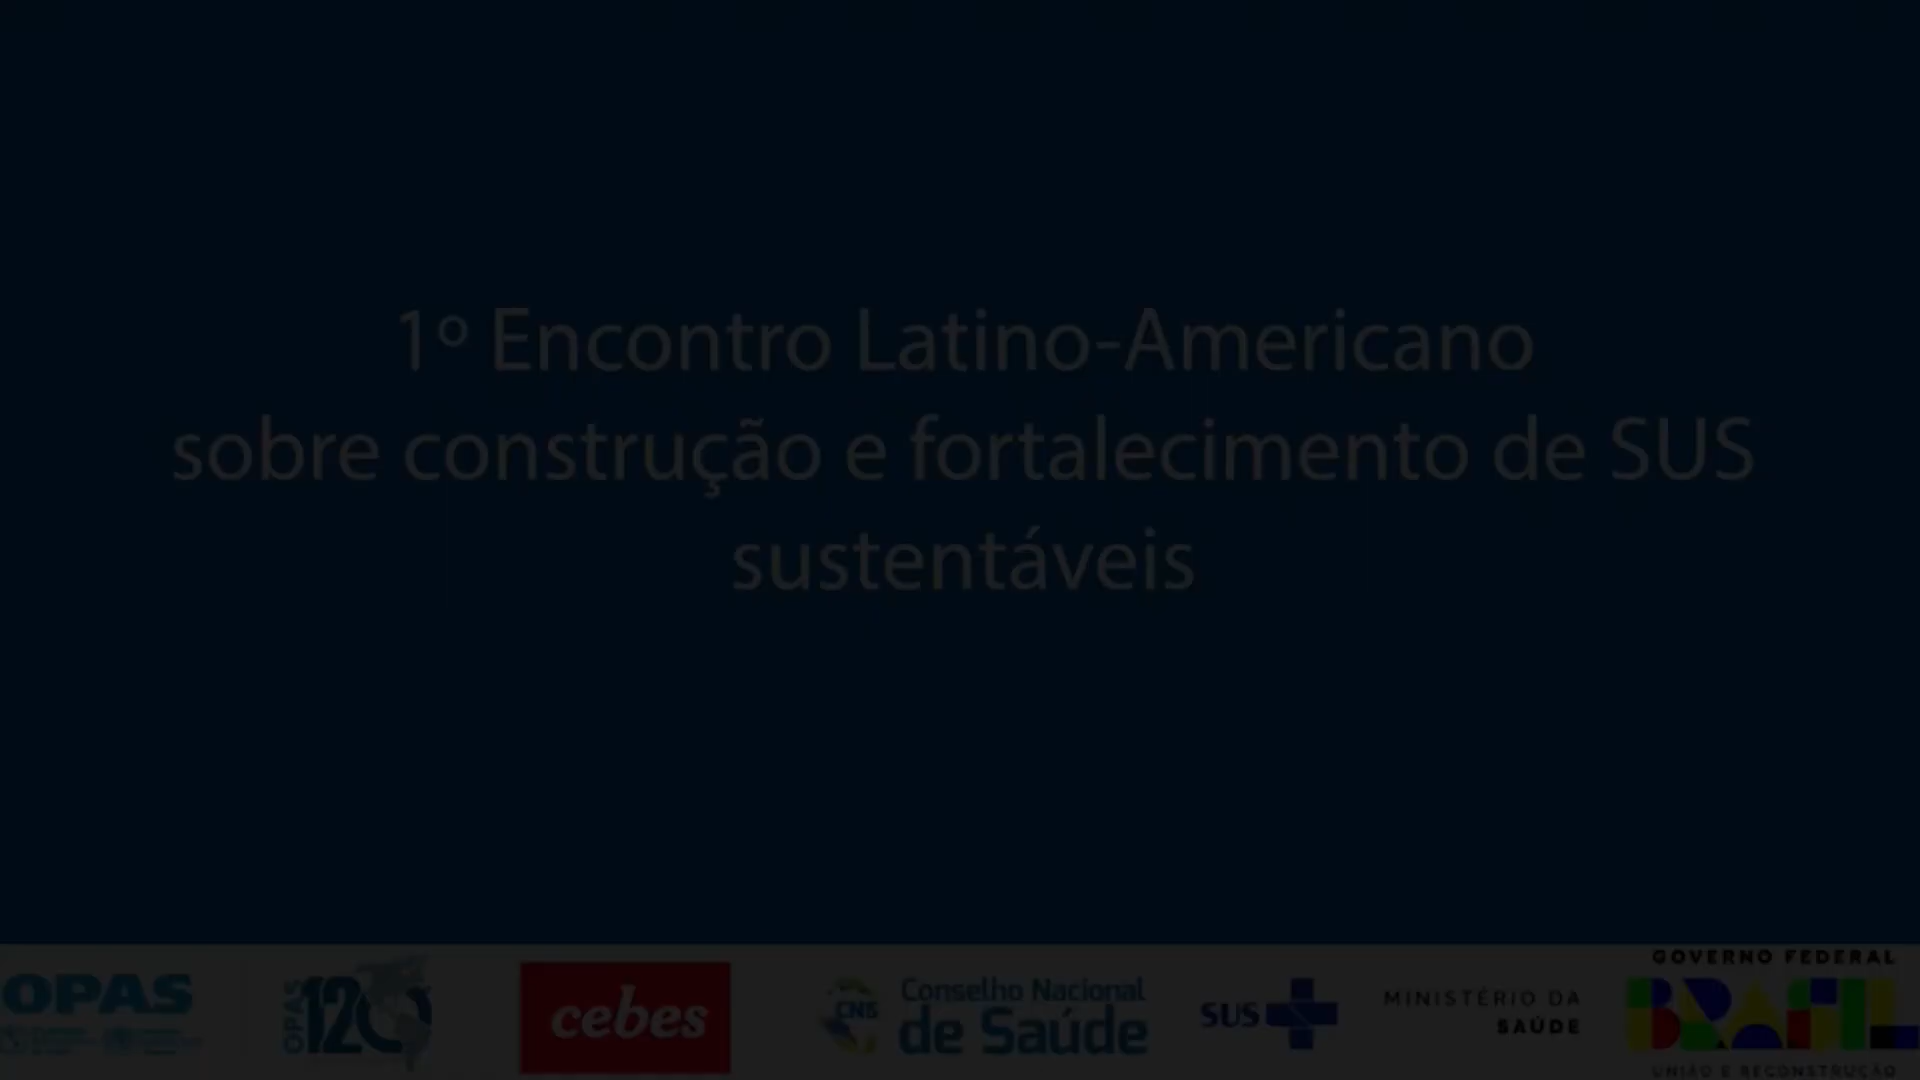 1º Encontro Latino-Americano
sobre construção e fortalecimento de SUS
sustentáveis
OPAS
OPAS
120
cebes
CNS
Conselho Nacional
de Saúde
SUS
MINISTÉRIO DA
SAÚDE
GOVERNO FEDERAL
BRASIL
UNIÃO E RECONSTRUÇÃO